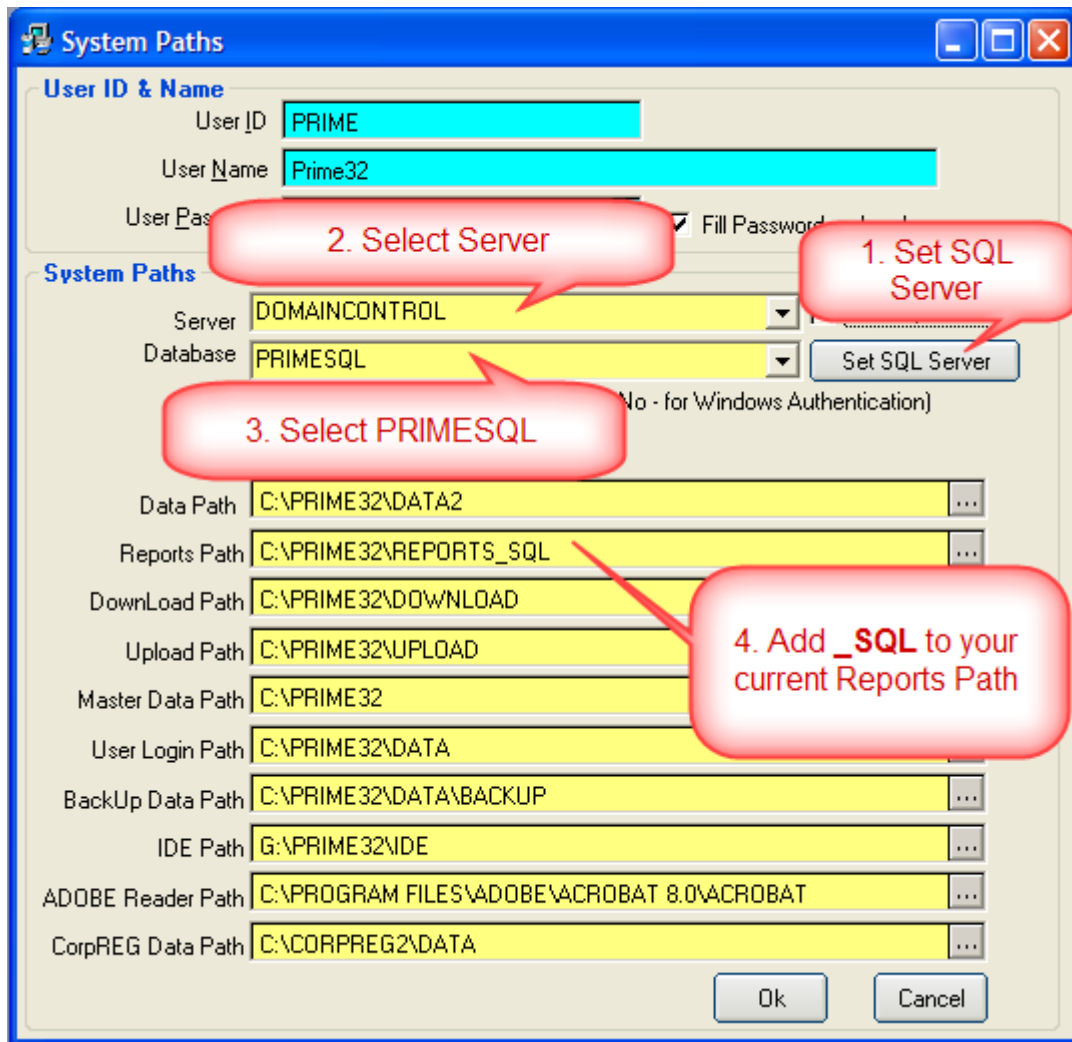 System Paths
User ID & Name
User ID PRIME
User Name Prime32
User Fill Password
2. Select Server
1. Set SQL
Server
System Paths
Server DOMAINCONTROL
Database PRIMESQL Set SQL Server
No - for Windows Authentication)
3. Select PRIMESQL
Data Path C:\PRIME32\DATA2 ...
Reports Path C:\PRIME32\REPORTS_SQL ...
DownLoad Path C:\PRIME32\DOWNLOAD
4. Add _SQL to your
current Reports Path
Upload Path C:\PRIME32\UPLOAD
Master Data Path C:\PRIME32
User Login Path C:\PRIME32\DATA
BackUp Data Path C:\PRIME32\DATA\BACKUP ...
IDE Path G:\PRIME32\IDE ...
ADOBE Reader Path C:\PROGRAM FILES\ADOBE\ACROBAT 8.0\ACROBAT ...
CorpREG Data Path C:\CORPREG2\DATA ...
Ok Cancel